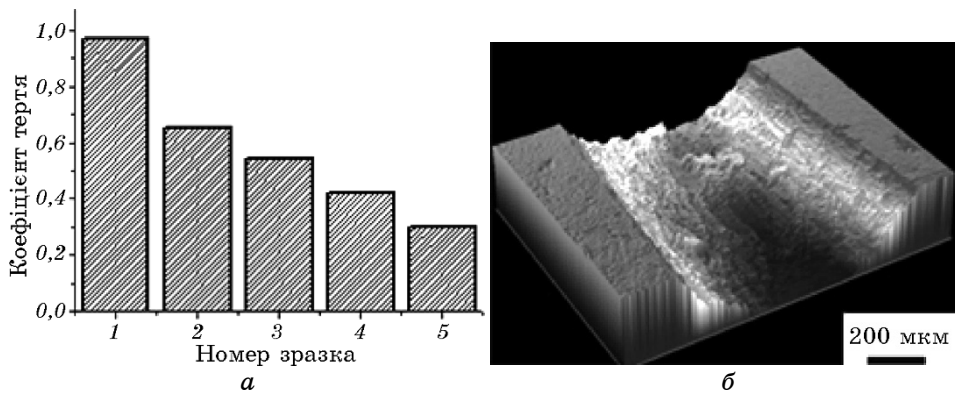 Коефіцієнт тертя
1,0
0,8
0,6
0,4
0,2
0,0
1 2 3 4 5
Номер зразка
а
200 мкм
б